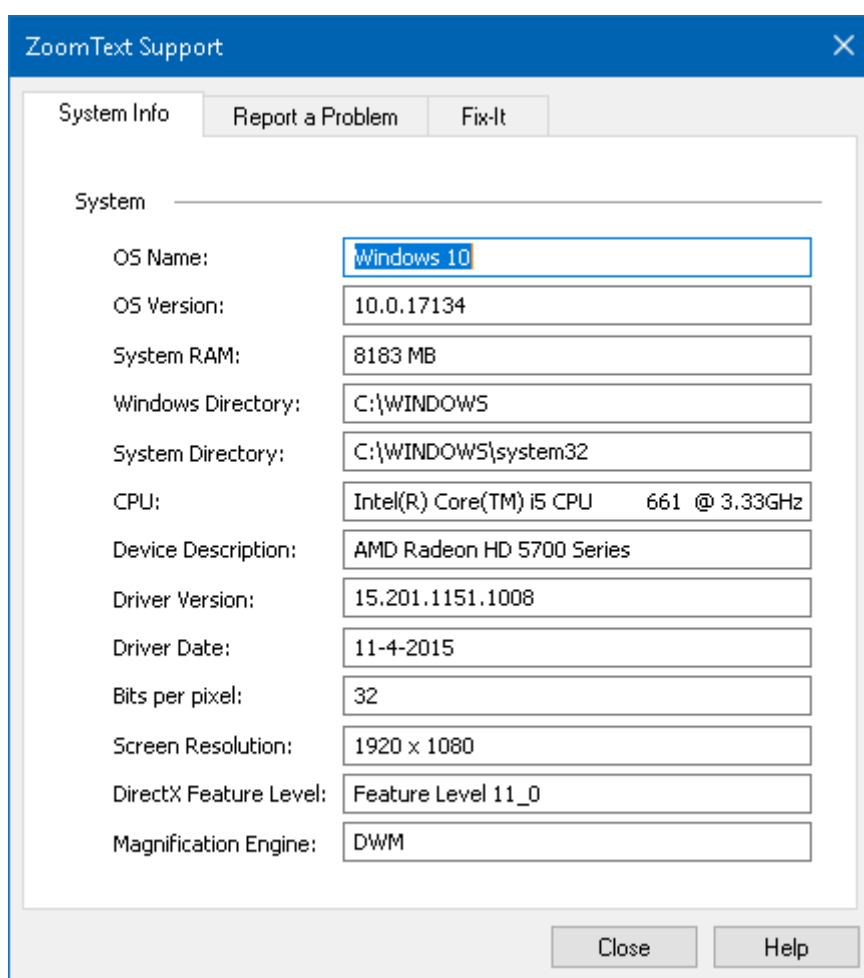 ZoomText Support
System Info Report a Problem Fix-It
System
OS Name: Windows 10
OS Version: 10.0.17134
System RAM: 8183 MB
Windows Directory: C:\WINDOWS
System Directory: C:\WINDOWS\system32
CPU: Intel(R) Core(TM) i5 CPU 661 @ 3.33GHz
Device Description: AMD Radeon HD 5700 Series
Driver Version: 15.201.1151.1008
Driver Date: 11-4-2015
Bits per pixel: 32
Screen Resolution: 1920 x 1080
DirectX Feature Level: Feature Level 11_0
Magnification Engine: DWM
Close Help